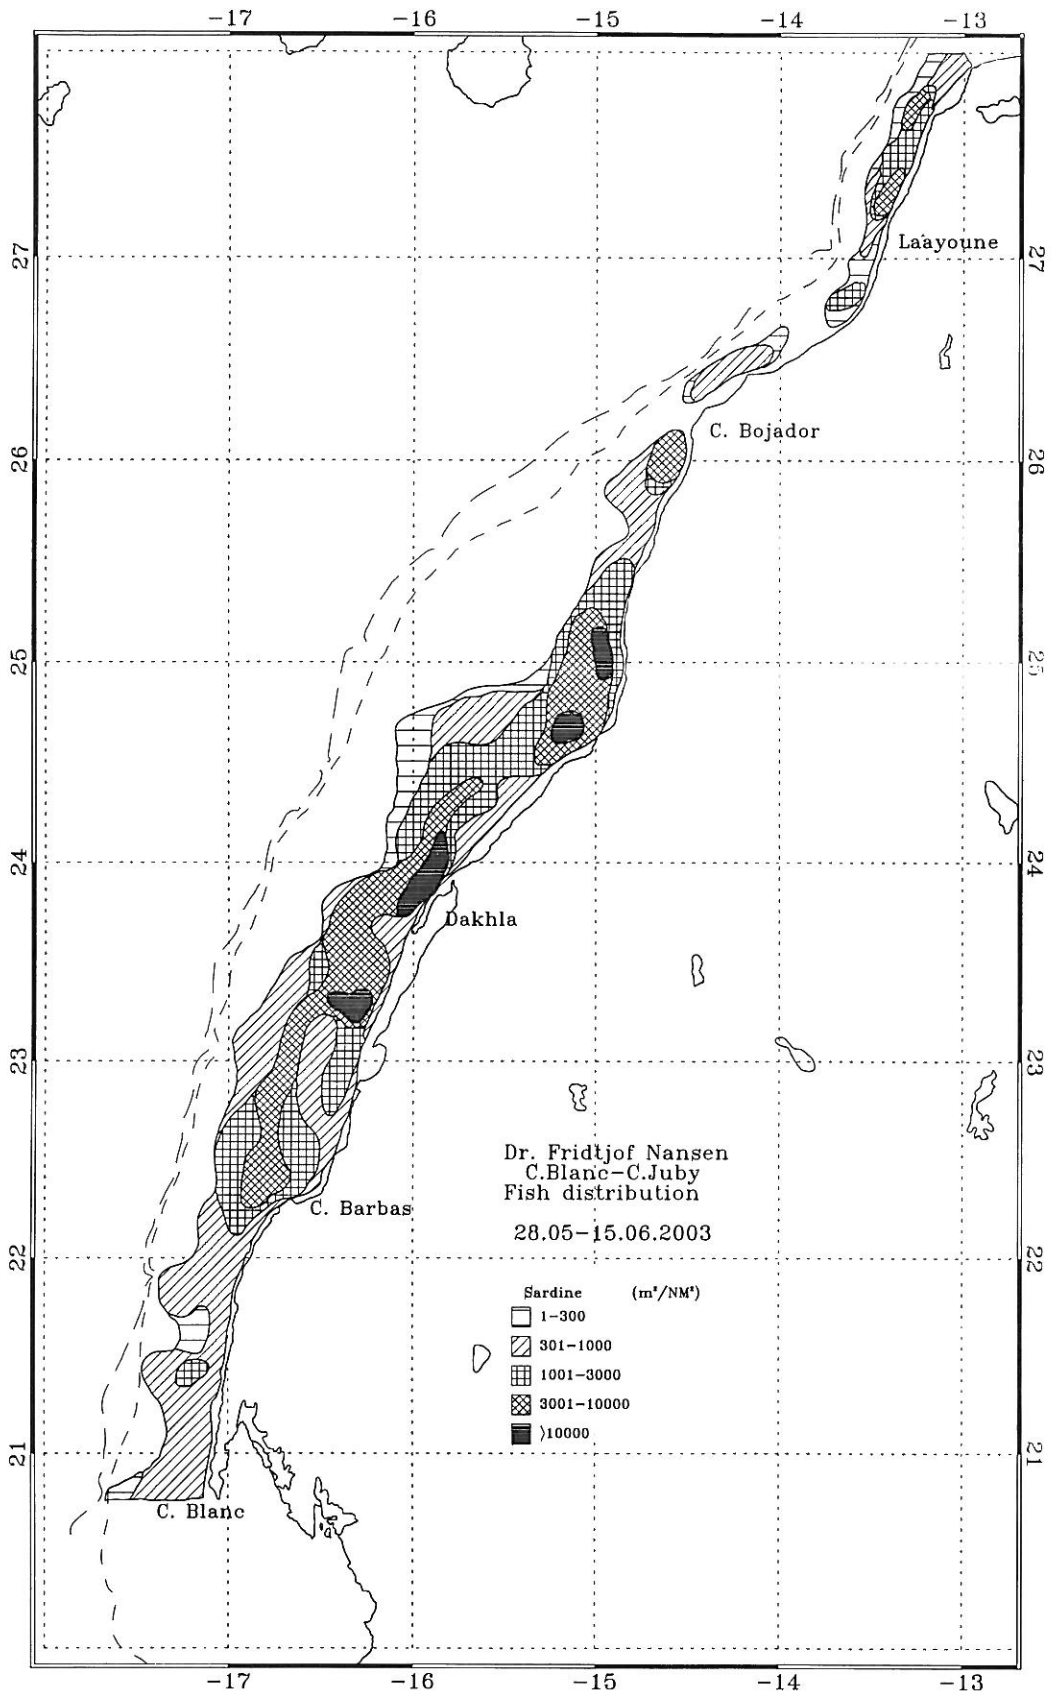 -17 -16 -15 -14 -13
27 27
Laayoune
C. Bojador
26 26
25 25
24 24
Dakhla
23 23
Dr. Fridtjof Nansen
C.Blanc-C.Juby
Fish distribution
C. Barbas
28.05-15.06.2003
22 22
Sardine (m²/NM²)
1-300
301-1000
1001-3000
3001-10000
>10000
21 21
C. Blanc
-17 -16 -15 -14 -13